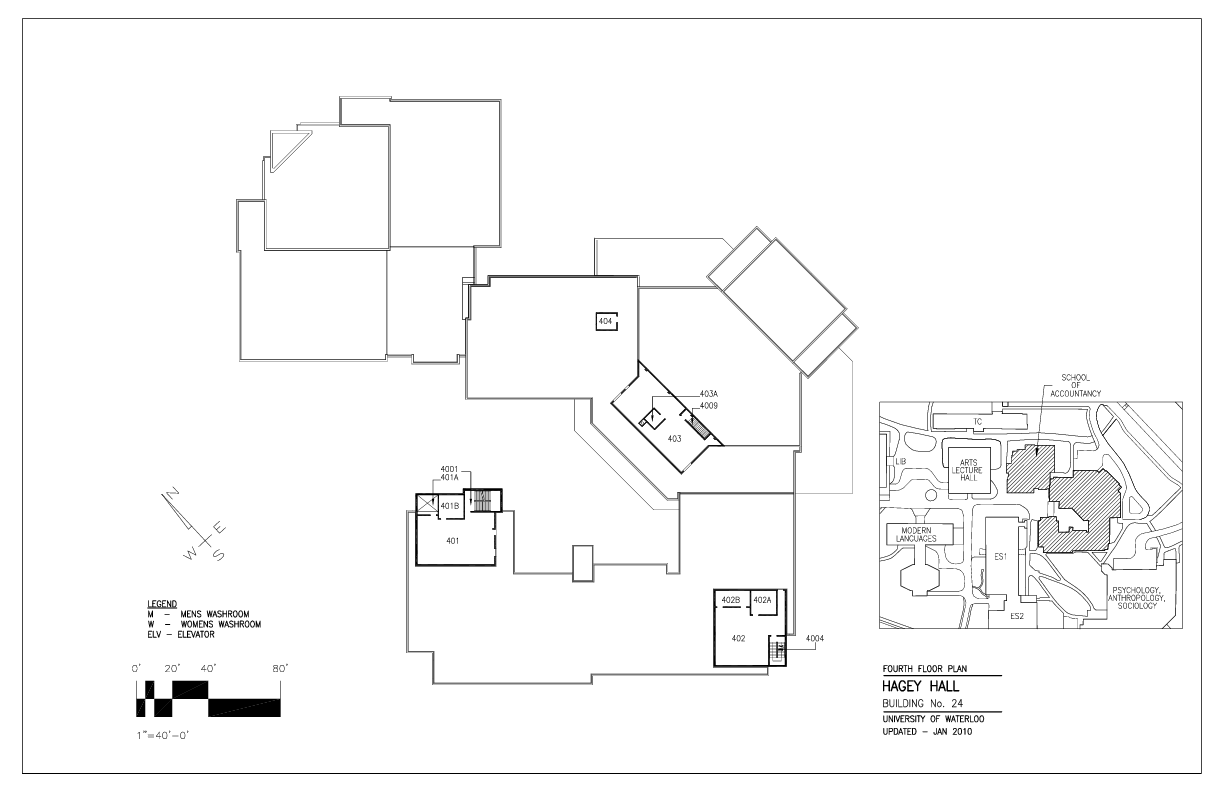 404
403A
4009
403
4001
401A
401B
401
402B
402A
402
4004
N
E
W
S
LEGEND
M – MENS WASHROOM
W – WOMENS WASHROOM
ELV – ELEVATOR
0' 20' 40' 80'
1"=40'-0'
SCHOOL
OF
ACCOUNTANCY
TC
LIB
ARTS
LECTURE
HALL
MODERN
LANGUAGES
ES1
ES2
PSYCHOLOGY,
ANTHROPOLOGY,
SOCIOLOGY
FOURTH FLOOR PLAN
HAGEY HALL
BUILDING No. 24
UNIVERSITY OF WATERLOO
UPDATED – JAN 2010